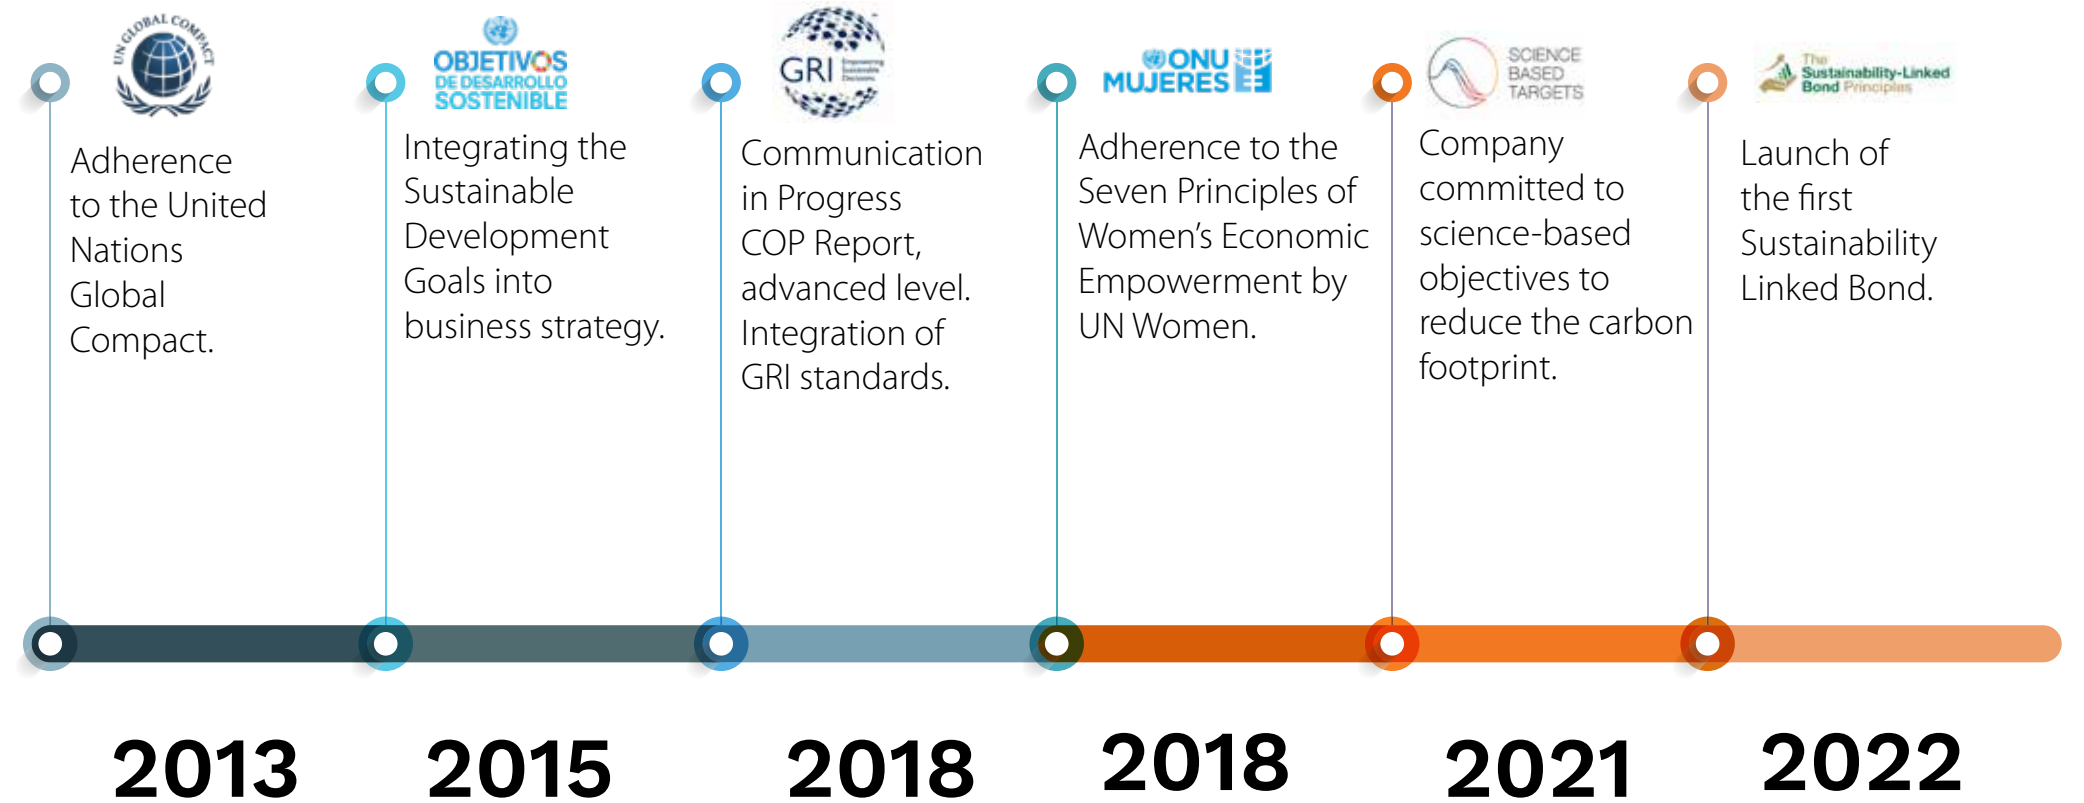 UN GLOBAL COMPACT
Adherence
to the United
Nations
Global
Compact.
OBJETIVOS
DE DESARROLLO
SOSTENIBLE
Integrating the
Sustainable
Development
Goals into
business strategy.
GRI
Empowering
Sustainable
Decisions
Communication
in Progress
COP Report,
advanced level.
Integration of
GRI standards.
ONU
MUJERES
Adherence to the
Seven Principles of
Women’s Economic
Empowerment by
UN Women.
SCIENCE
BASED
TARGETS
Company
committed to
science-based
objectives to
reduce the carbon
footprint.
The
Sustainability-Linked
Bond Principles
Launch of
the first
Sustainability
Linked Bond.
2013
2015
2018
2018
2021
2022